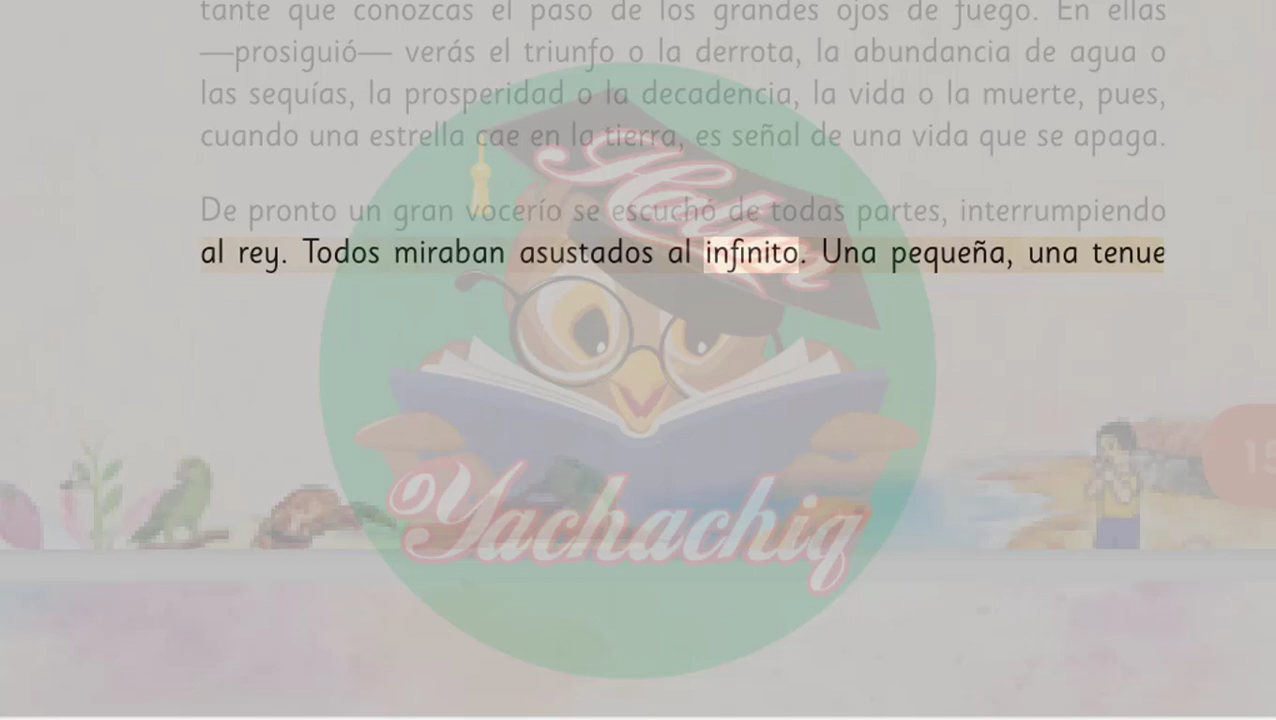 tante que conozcas el paso de los grandes ojos de fuego. En ellas
—prosiguió— verás el triunfo o la derrota, la abundancia de agua o
las sequías, la prosperidad o la decadencia, la vida o la muerte, pues,
cuando una estrella cae en la tierra, es señal de una vida que se apaga.
De pronto un gran vocerío se escuchó de todas partes, interrumpiendo
al rey. Todos miraban asustados al infinito. Una pequeña, una tenue
Yachachiq